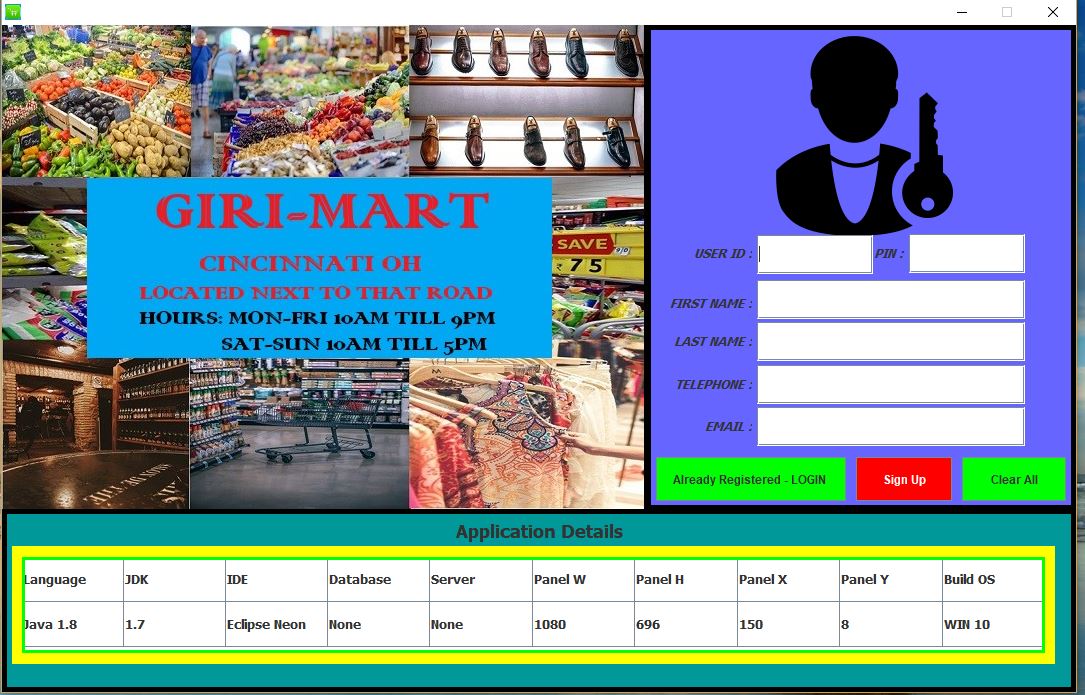 GIRI-MART
CINCINNATI OH
LOCATED NEXT TO THAT ROAD
HOURS: MON-FRI 10AM TILL 9PM
SAT-SUN 10AM TILL 5PM
SAVE
₹ 75
USER ID :
PIN :
FIRST NAME :
LAST NAME :
TELEPHONE :
EMAIL :
Already Registered - LOGIN
Sign Up
Clear All
Application Details
Language JDK IDE Database Server Panel W Panel H Panel X Panel Y Build OS
Java 1.8 1.7 Eclipse Neon None None 1080 696 150 8 WIN 10